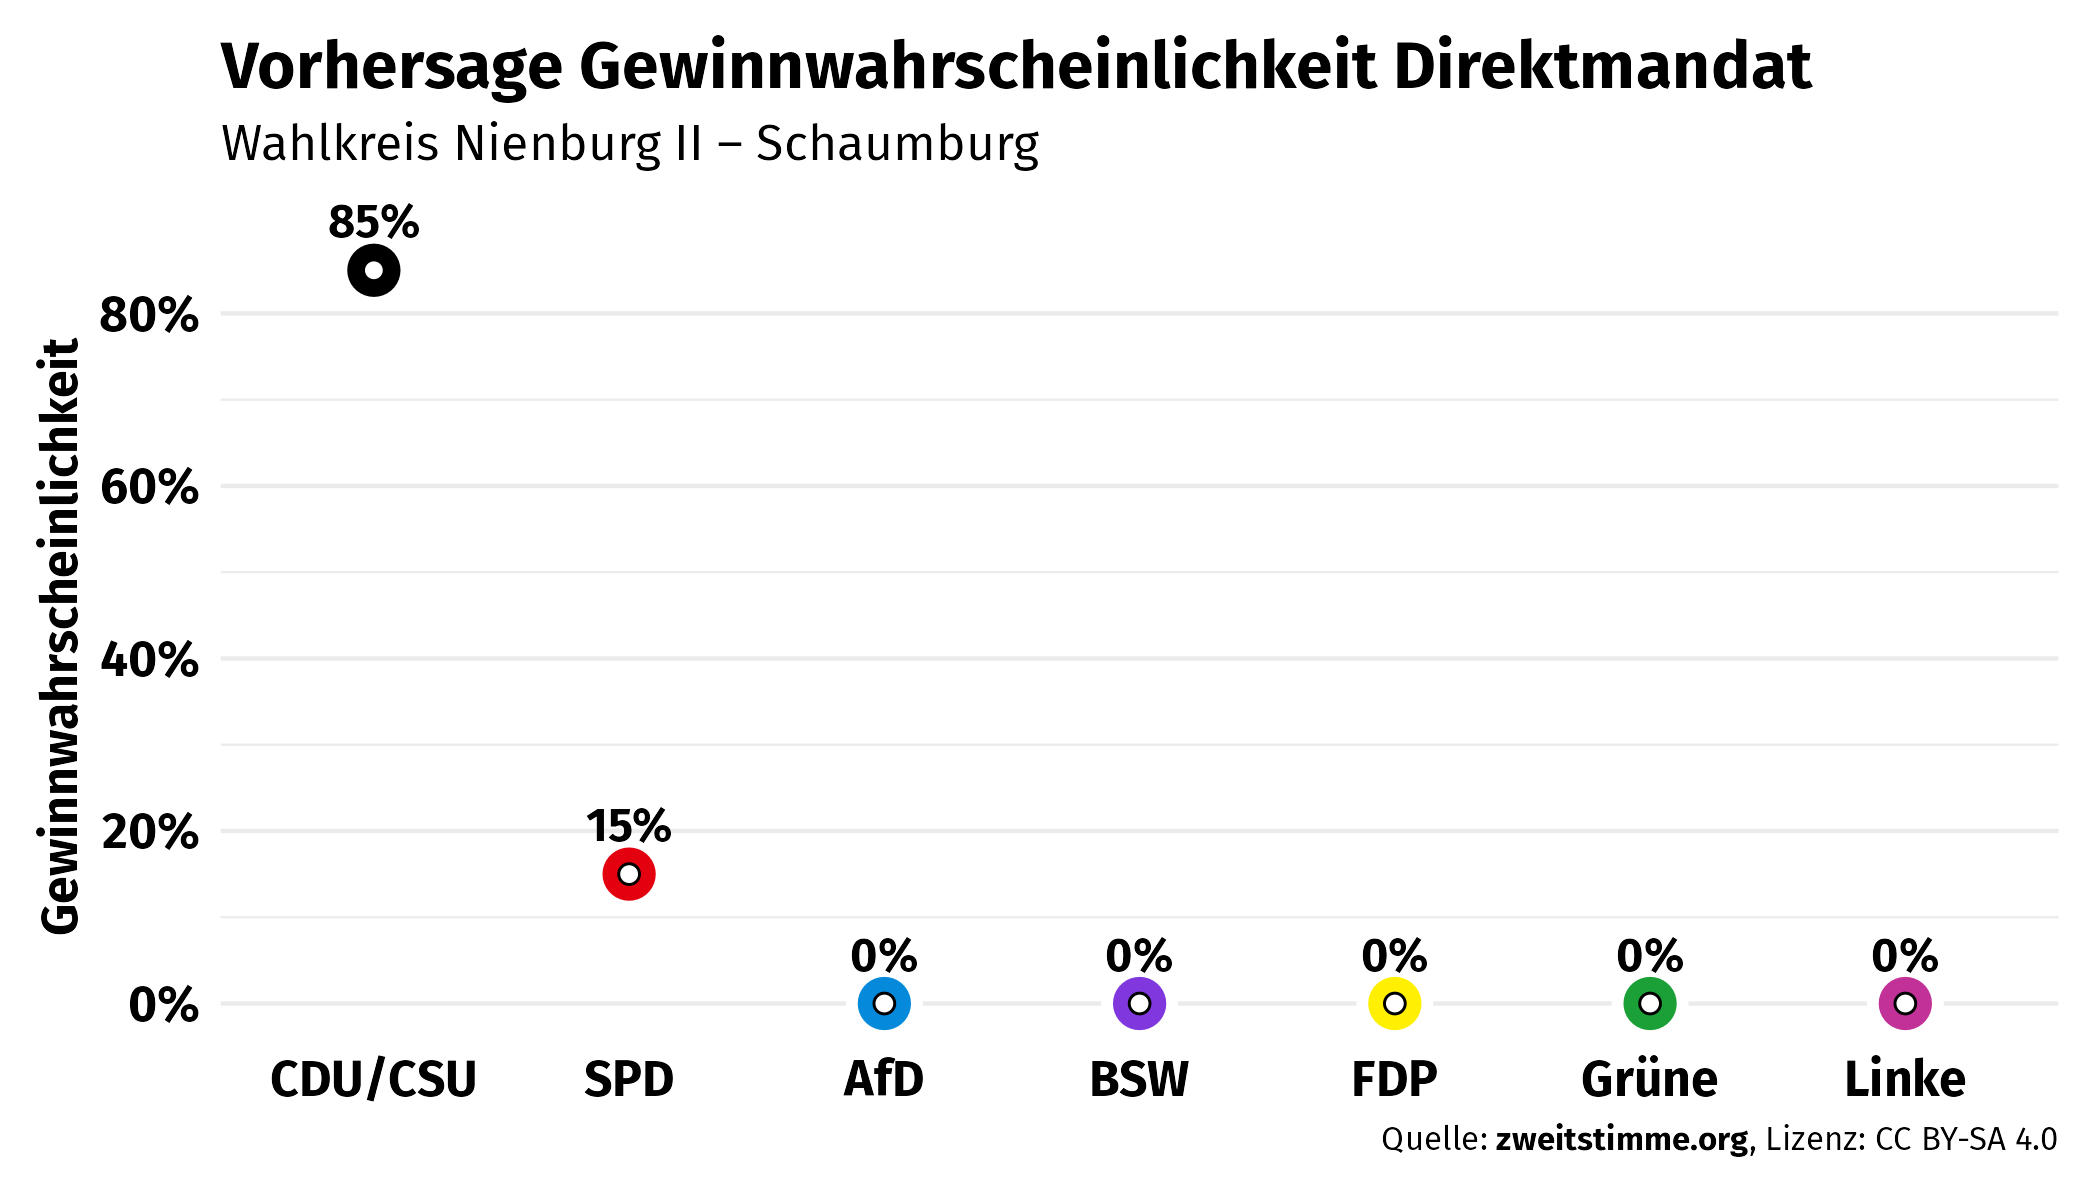 Vorhersage Gewinnwahrscheinlichkeit Direktmandat
Wahlkreis Nienburg II – Schaumburg
Gewinnwahrscheinlichkeit
80%
60%
40%
20%
0%
85%
15%
0%
0%
0%
0%
0%
CDU/CSU
SPD
AfD
BSW
FDP
Grüne
Linke
Quelle: zweitstimme.org, Lizenz: CC BY-SA 4.0